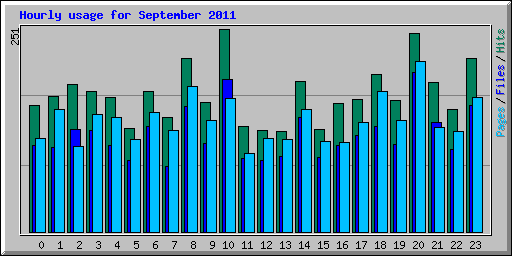 Hourly usage for September 2011
251
Pages/Files/Hits
0 1 2 3 4 5 6 7 8 9 10 11 12 13 14 15 16 17 18 19 20 21 22 23